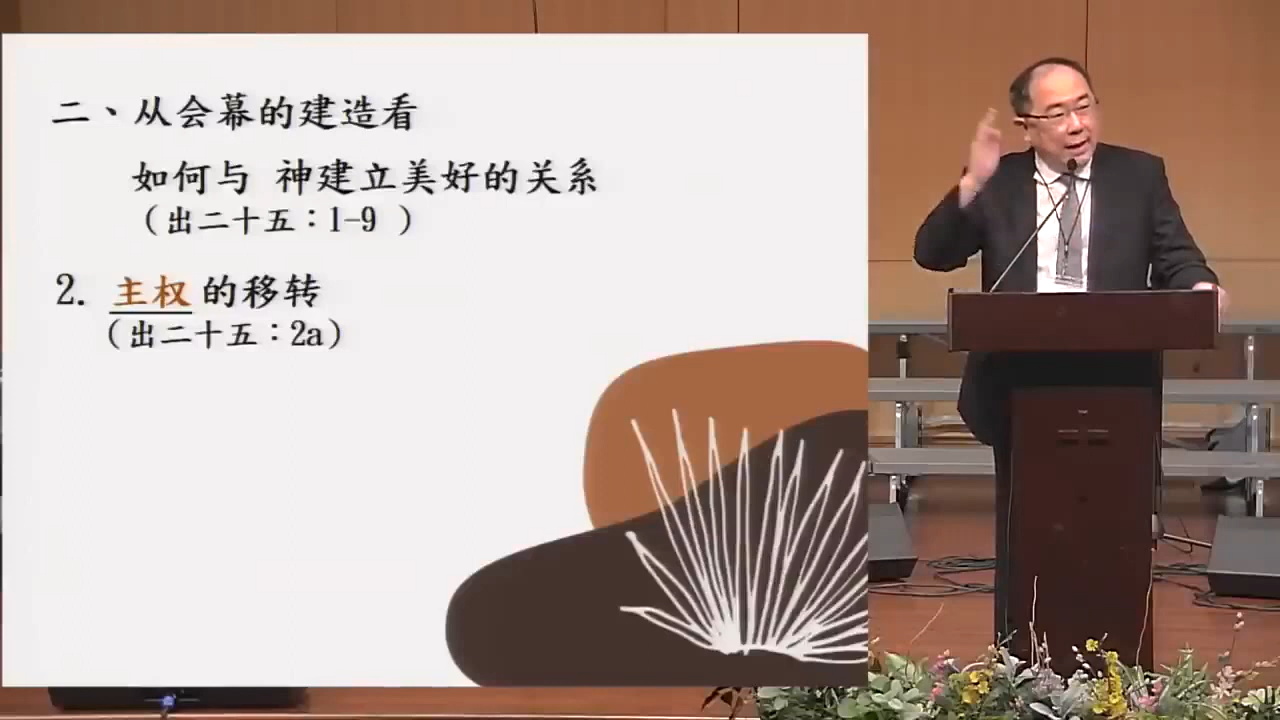 二、从会幕的建造看
如何与 神建立美好的关系
（出二十五：1-9 ）
2. 主权 的移转
（出二十五：2a）